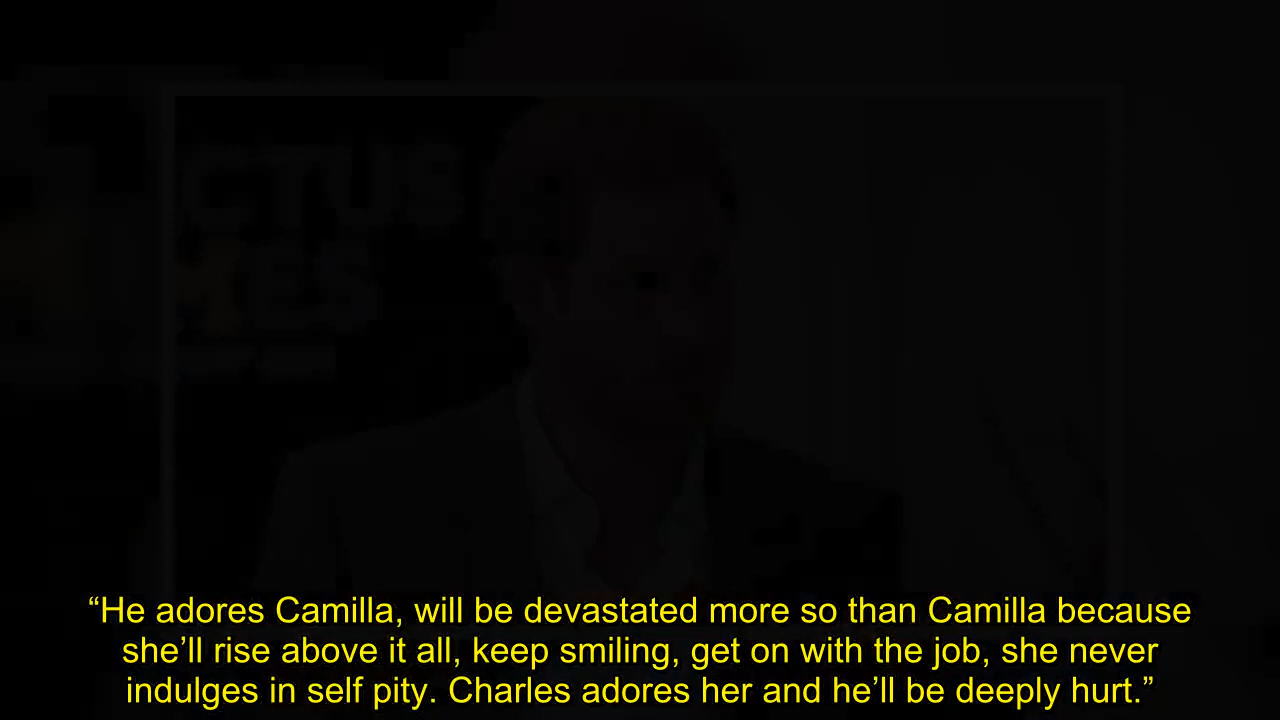 CTUS
MES
“He adores Camilla, will be devastated more so than Camilla because
she’ll rise above it all, keep smiling, get on with the job, she never
indulges in self pity. Charles adores her and he’ll be deeply hurt.”